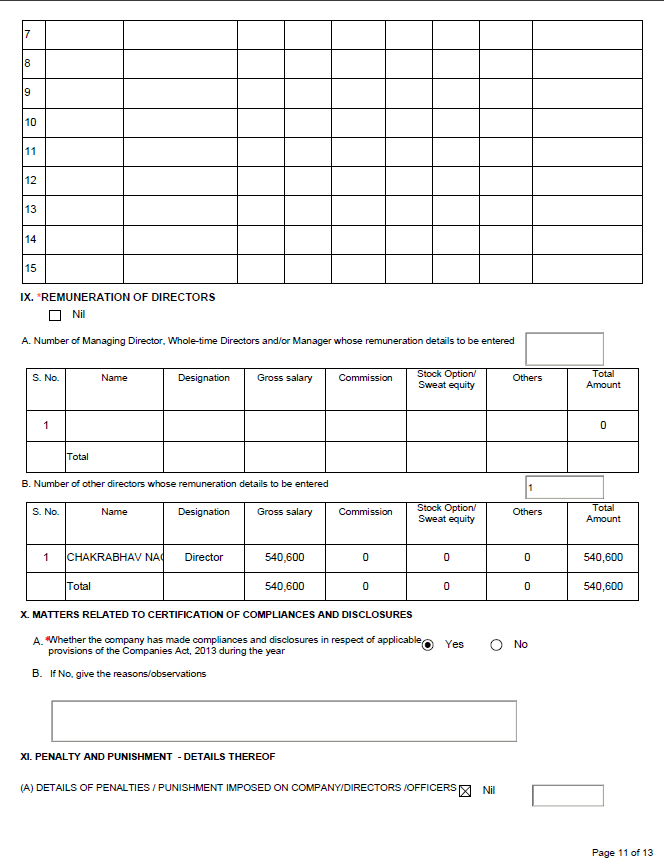 7
8
9
10
11
12
13
14
15
IX. *REMUNERATION OF DIRECTORS
Nil
A. Number of Managing Director, Whole-time Directors and/or Manager whose remuneration details to be entered
S. No. Name Designation Gross salary Commission Stock Option/ Sweat equity Others Total Amount
1 0
Total
B. Number of other directors whose remuneration details to be entered 1
S. No. Name Designation Gross salary Commission Stock Option/ Sweat equity Others Total Amount
1 CHAKRABHAV NAG Director 540,600 0 0 0 540,600
Total 540,600 0 0 0 540,600
X. MATTERS RELATED TO CERTIFICATION OF COMPLIANCES AND DISCLOSURES
A. *Whether the company has made compliances and disclosures in respect of applicable Yes No
provisions of the Companies Act, 2013 during the year
B. If No, give the reasons/observations
XI. PENALTY AND PUNISHMENT - DETAILS THEREOF
(A) DETAILS OF PENALTIES / PUNISHMENT IMPOSED ON COMPANY/DIRECTORS /OFFICERS Nil
Page 11 of 13